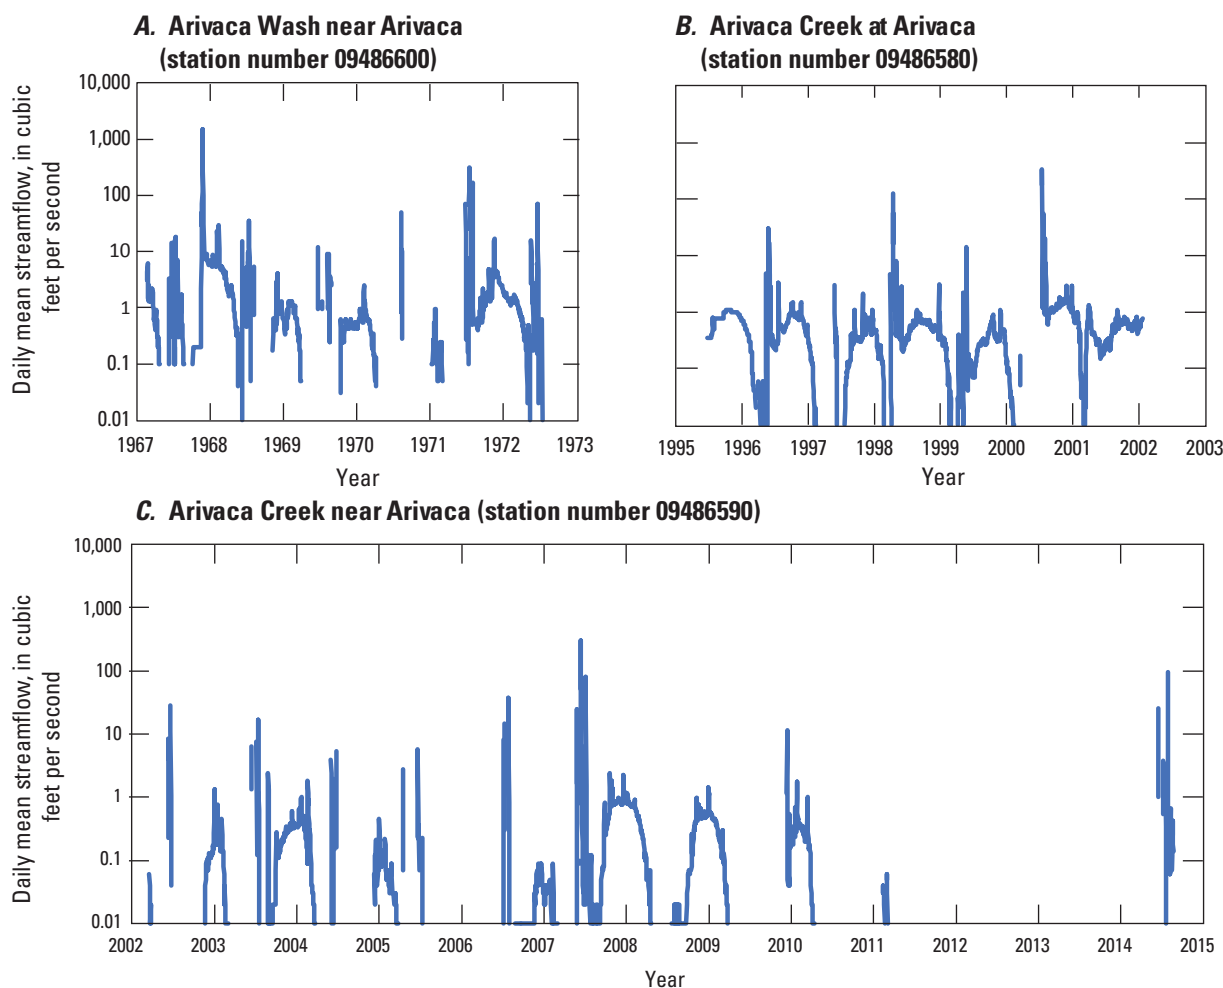 A. Arivaca Wash near Arivaca
(station number 09486600)
Daily mean streamflow, in cubic
feet per second
10,000
1,000
100
10
1
0.1
0.01
1967 1968 1969 1970 1971 1972 1973
Year
B. Arivaca Creek at Arivaca
(station number 09486580)
1995 1996 1997 1998 1999 2000 2001 2002 2003
Year
C. Arivaca Creek near Arivaca (station number 09486590)
Daily mean streamflow, in cubic
feet per second
10,000
1,000
100
10
1
0.1
0.01
2002 2003 2004 2005 2006 2007 2008 2009 2010 2011 2012 2013 2014 2015
Year